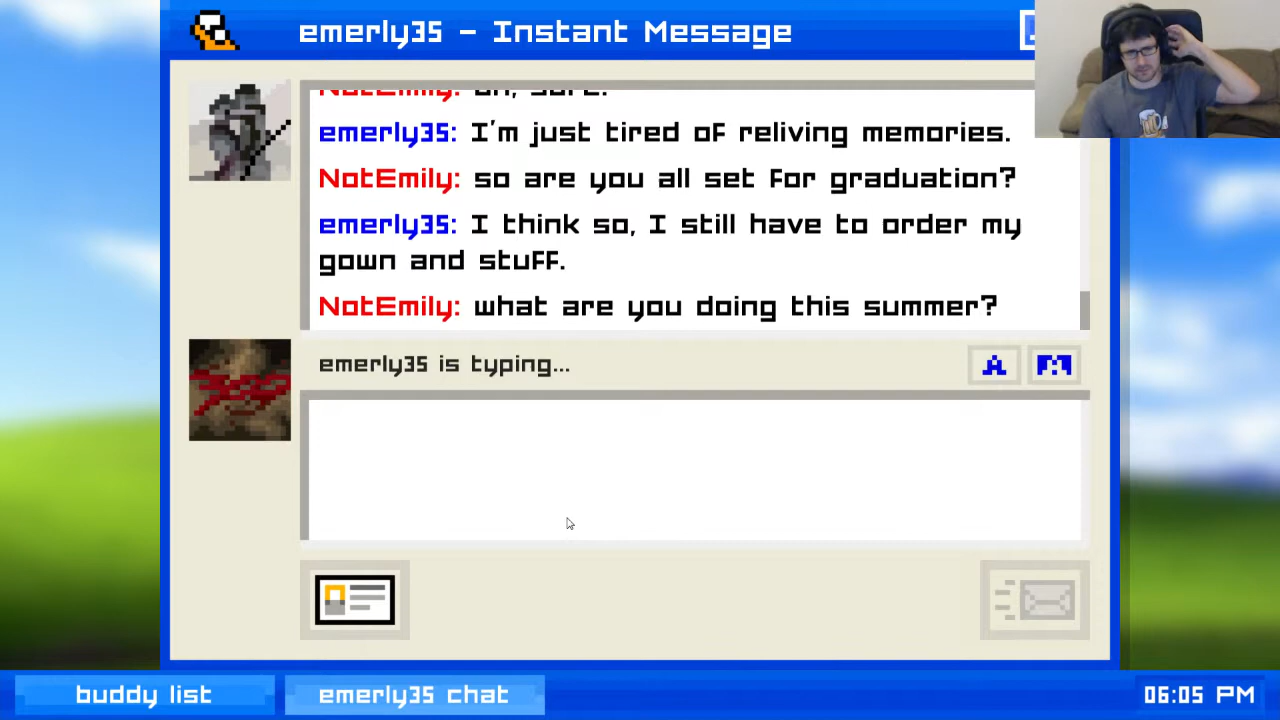 emerly35 - Instant Message
emerly35: I'm just tired of reliving memories.
NotEmily: so are you all set for graduation?
emerly35: I think so, I still have to order my
gown and stuff.
NotEmily: what are you doing this summer?
emerly35 is typing...
A
buddy list
emerly35 chat
06:05 PM